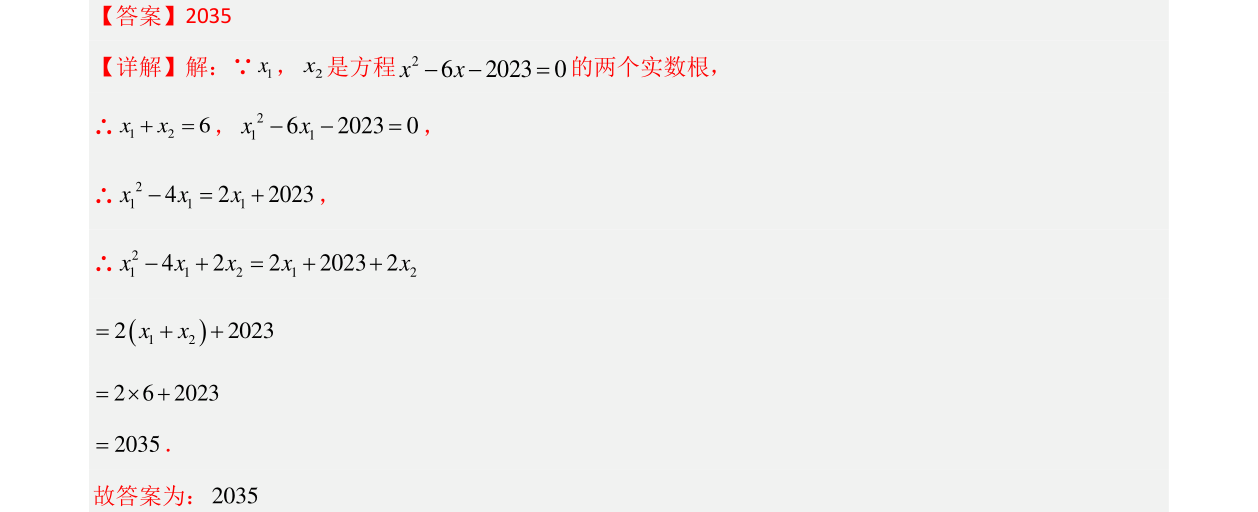 【答案】2035
【详解】解：∵ x₁， x₂ 是方程 x² − 6x − 2023 = 0 的两个实数根，
∴ x₁ + x₂ = 6， x₁² − 6x₁ − 2023 = 0，
∴ x₁² − 4x₁ = 2x₁ + 2023，
∴ x₁² − 4x₁ + 2x₂ = 2x₁ + 2023 + 2x₂
= 2(x₁ + x₂) + 2023
= 2×6 + 2023
= 2035．
故答案为： 2035